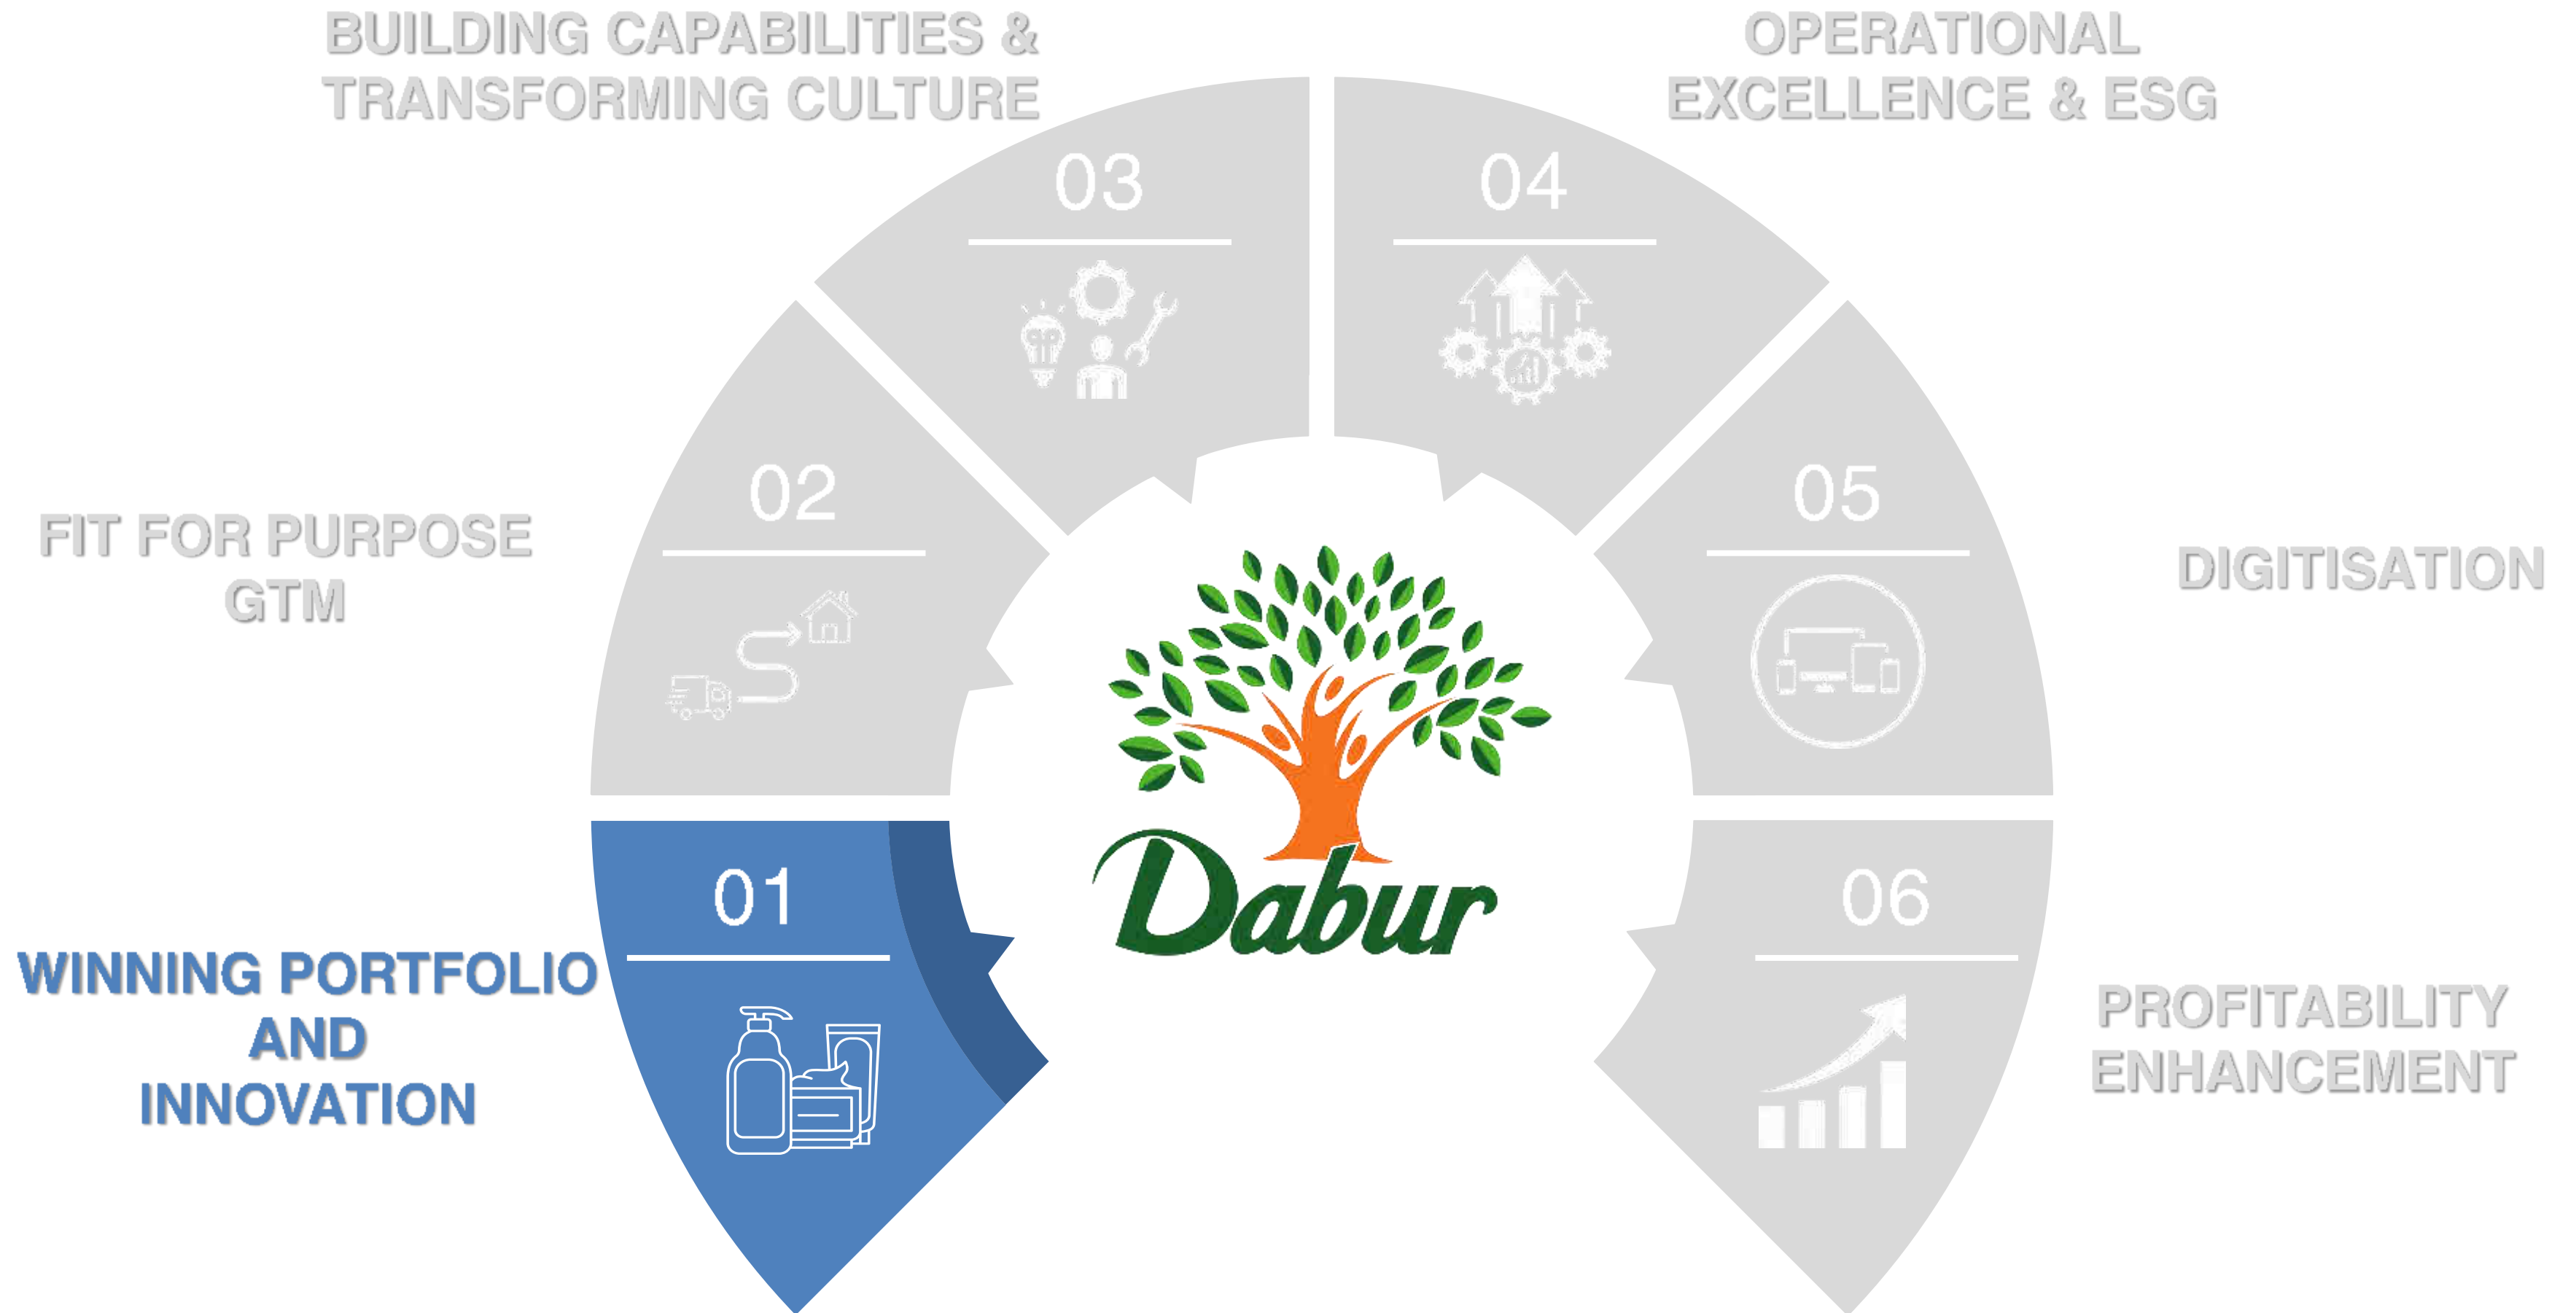 BUILDING CAPABILITIES &
TRANSFORMING CULTURE
OPERATIONAL
EXCELLENCE & ESG
03
04
02
05
FIT FOR PURPOSE
GTM
DIGITISATION
Dabur
01
06
WINNING PORTFOLIO
AND
INNOVATION
PROFITABILITY
ENHANCEMENT